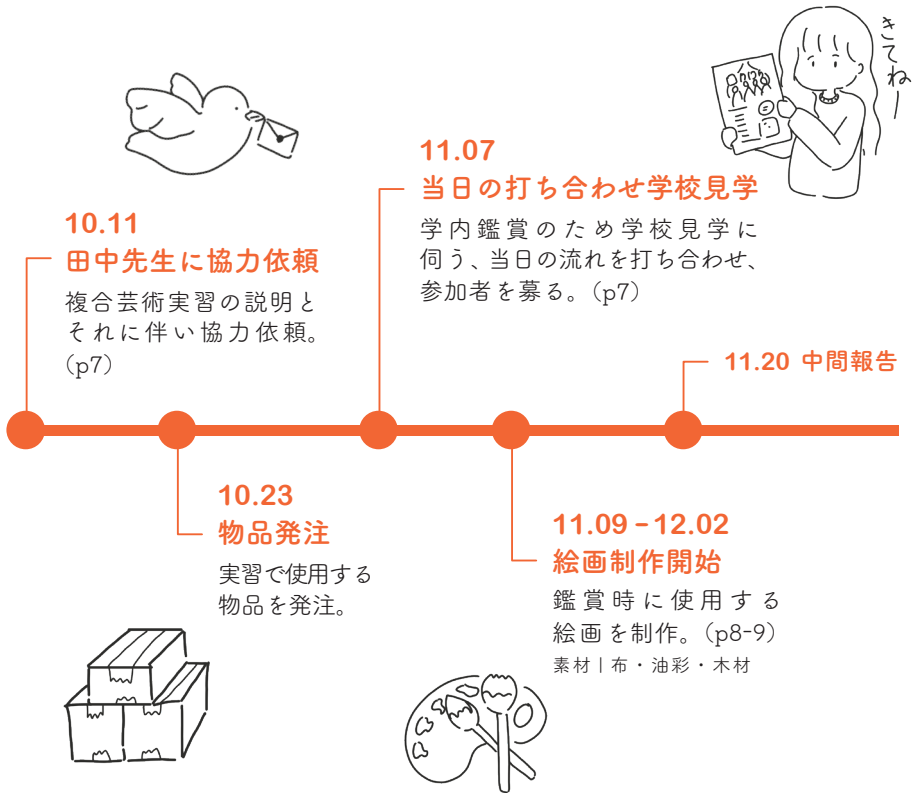 10.11
田中先生に協力依頼
複合芸術実習の説明と
それに伴い協力依頼。
（p7）
10.23
物品発注
実習で使用する
物品を発注。
11.07
当日の打ち合わせ学校見学
学内鑑賞のため学校見学に
伺う、当日の流れを打ち合わせ、
参加者を募る。（p7）
きてねー
11.09 – 12.02
絵画制作開始
鑑賞時に使用する
絵画を制作。（p8-9）
素材 | 布・油彩・木材
11.20 中間報告